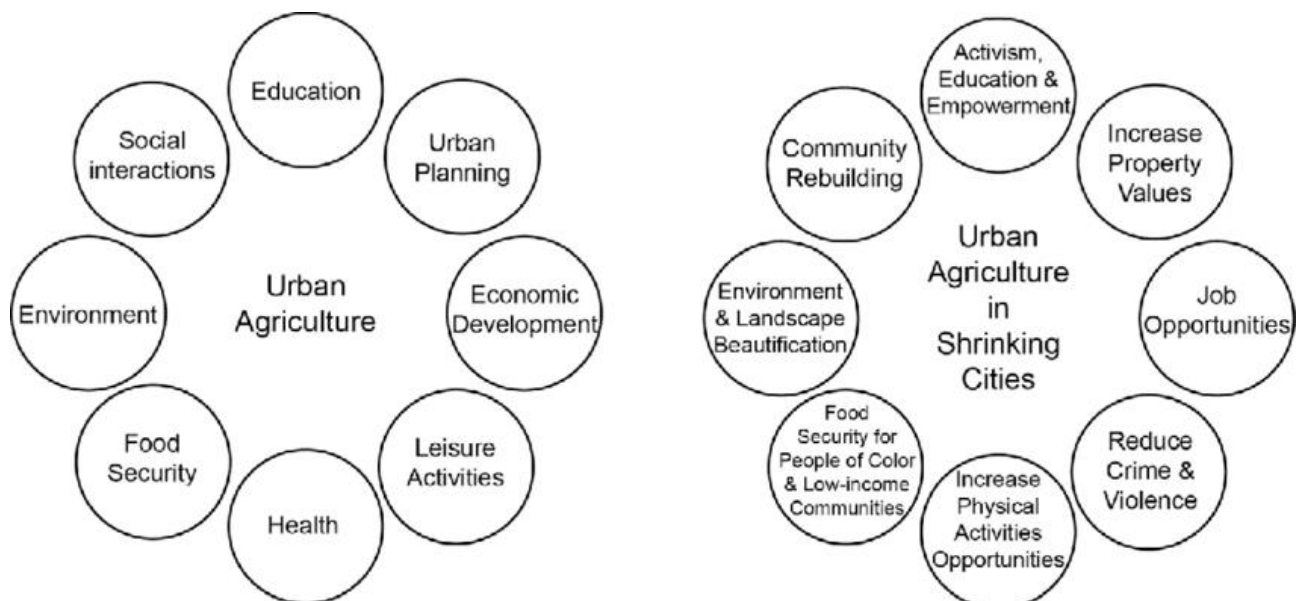 Education
Urban
Planning
Economic
Development
Leisure
Activities
Health
Food
Security
Environment
Social
interactions
Urban
Agriculture
Activism,
Education &
Empowerment
Increase
Property
Values
Job
Opportunities
Reduce
Crime &
Violence
Increase
Physical
Activities
Opportunities
Food
Security for
People of Color
& Low-income
Communities
Environment
& Landscape
Beautification
Community
Rebuilding
Urban
Agriculture
in
Shrinking
Cities